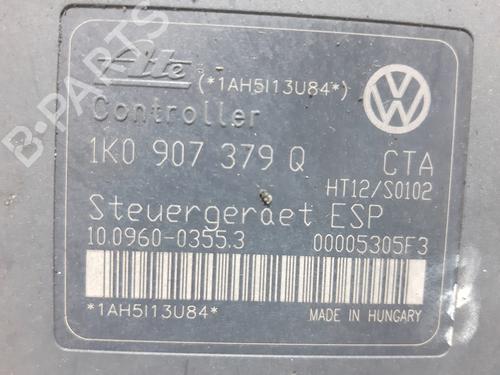 Ate (*1AH5I13U84*)
Controller
1K0 907 379 Q CTA
HT12/S0102
Steuergeraet ESP
10.0960-0355.3 00005305F3
*1AH5I13U84* MADE IN HUNGARY
B-PARTS